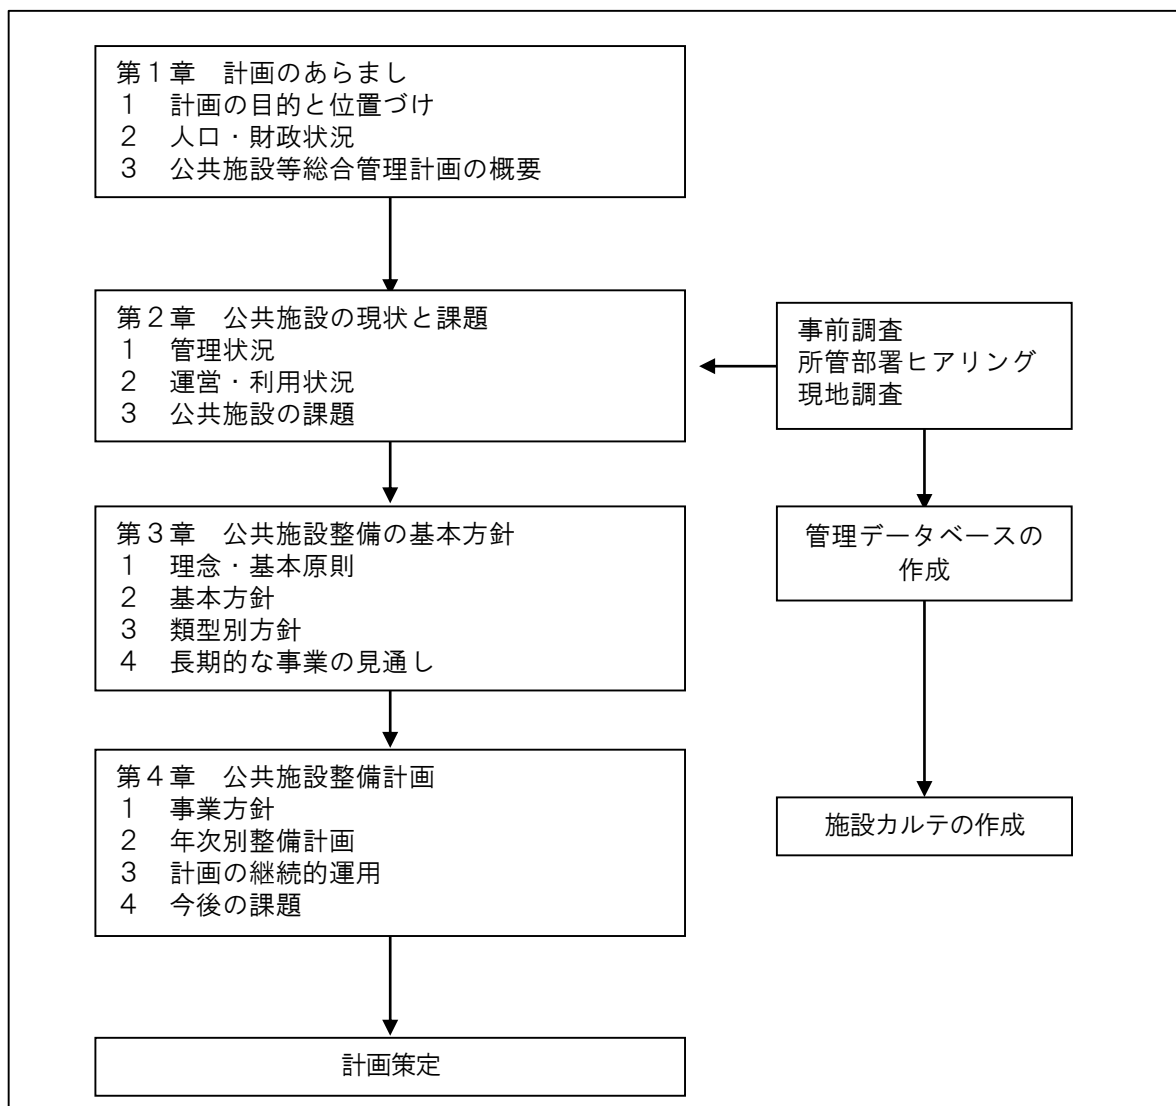 第１章　計画のあらまし
１　計画の目的と位置づけ
２　人口・財政状況
３　公共施設等総合管理計画の概要
第２章　公共施設の現状と課題
１　管理状況
２　運営・利用状況
３　公共施設の課題
事前調査
所管部署ヒアリング
現地調査
第３章　公共施設整備の基本方針
１　理念・基本原則
２　基本方針
３　類型別方針
４　長期的な事業の見通し
管理データベースの
作成
第４章　公共施設整備計画
１　事業方針
２　年次別整備計画
３　計画の継続的運用
４　今後の課題
施設カルテの作成
計画策定